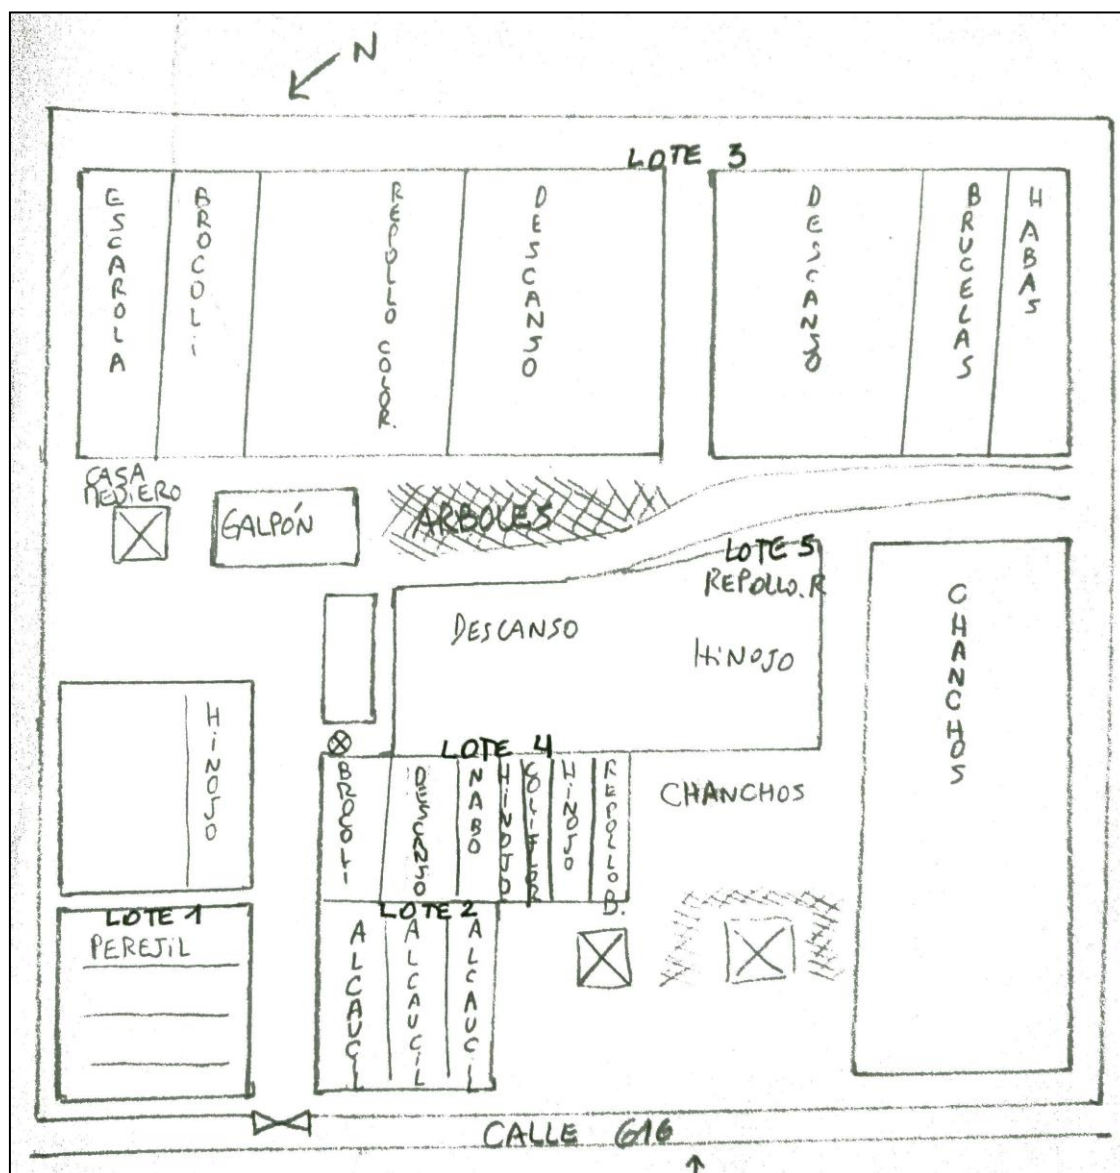 N
LOTE 3
ESCAROLA
BROCOLI
REPOLLO COLOR.
DESCANSO
DESCANSO
BRUCELAS
HABAS
CASA
MEDIERO
GALPÓN
ARBOLES
LOTE 5
REPOLLO.R
DESCANSO
HINOJO
CHANCHOS
HINOJO
LOTE 4
BROCOLI
DESCANSO
NABO
HINOJO
COLIFLOR
HINOJO
REPOLLO B.
CHANCHOS
LOTE 1
PEREJIL
LOTE 2
ALCAUCIL
ALCAUCIL
ALCAUCIL
CALLE 616